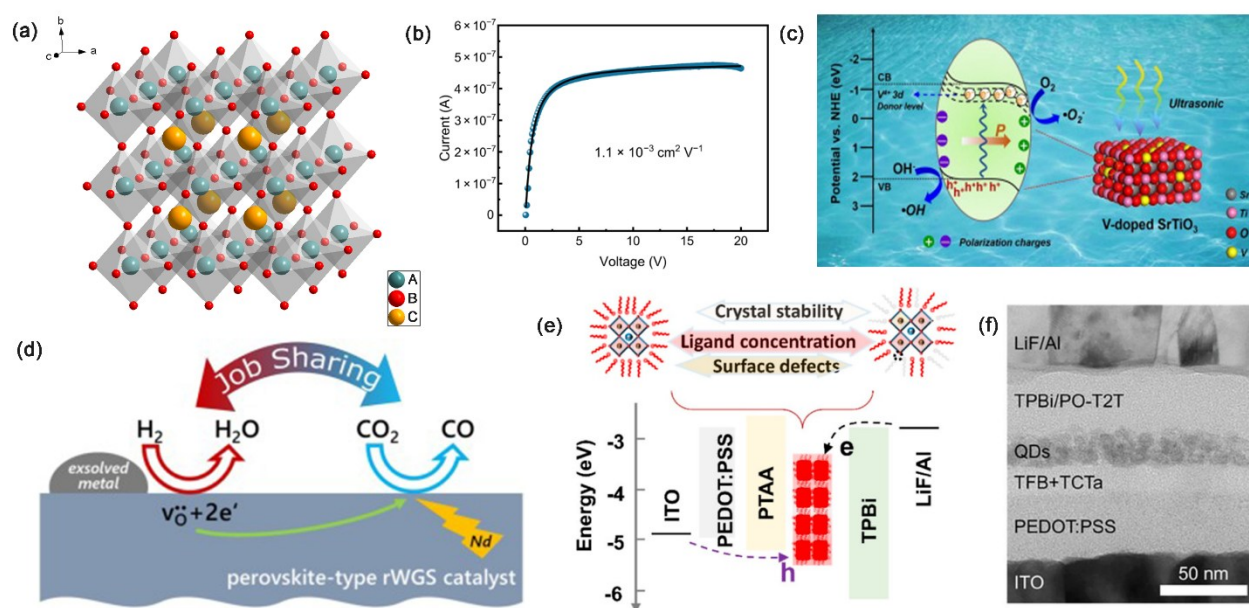 (a)
b
c
a
A
B
C
(b)
6 × 10⁻⁷
5 × 10⁻⁷
4 × 10⁻⁷
3 × 10⁻⁷
2 × 10⁻⁷
1 × 10⁻⁷
0
Current (A)
1.1 × 10⁻³ cm² V⁻¹
0
5
10
15
20
Voltage (V)
(c)
Potential vs. NHE (eV)
-2
-1
0
1
2
3
CB
3d
Donor level
VB
O₂
•O₂⁻
P
OH⁻
•OH
h⁺ h⁺ h⁺ h⁺ h⁺
Polarization charges
Ultrasonic
V-doped SrTiO₃
Sr
Ti
O
V
(d)
Job Sharing
H₂
H₂O
CO₂
CO
exsolved
metal
+2e'
Nd
perovskite-type rWGS catalyst
(e)
Crystal stability
Ligand concentration
Surface defects
Energy (eV)
-3
-4
-5
-6
ITO
PEDOT:PSS
PTAA
e
h
TPBi
LiF/Al
(f)
LiF/Al
TPBi/PO-T2T
QDs
TFB+TCTa
PEDOT:PSS
ITO
50 nm